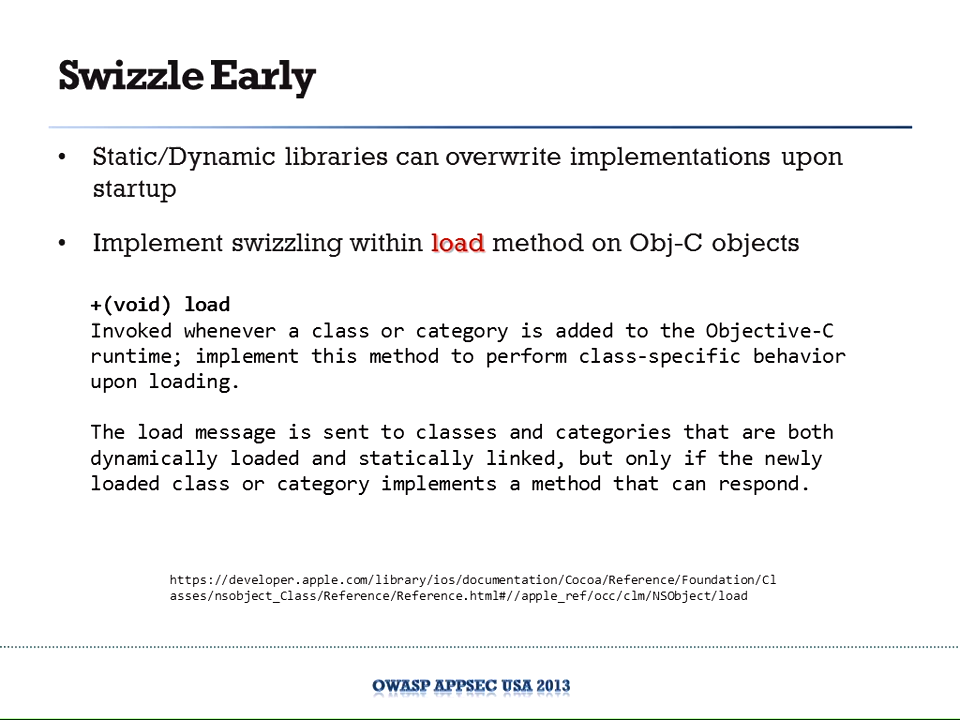 Swizzle Early
• Static/Dynamic libraries can overwrite implementations upon
startup
• Implement swizzling within load method on Obj-C objects
+(void) load
Invoked whenever a class or category is added to the Objective-C
runtime; implement this method to perform class-specific behavior
upon loading.
The load message is sent to classes and categories that are both
dynamically loaded and statically linked, but only if the newly
loaded class or category implements a method that can respond.
https://developer.apple.com/library/ios/documentation/Cocoa/Reference/Foundation/Cl
asses/nsobject_Class/Reference/Reference.html#//apple_ref/occ/clm/NSObject/load
OWASP APPSEC USA 2013